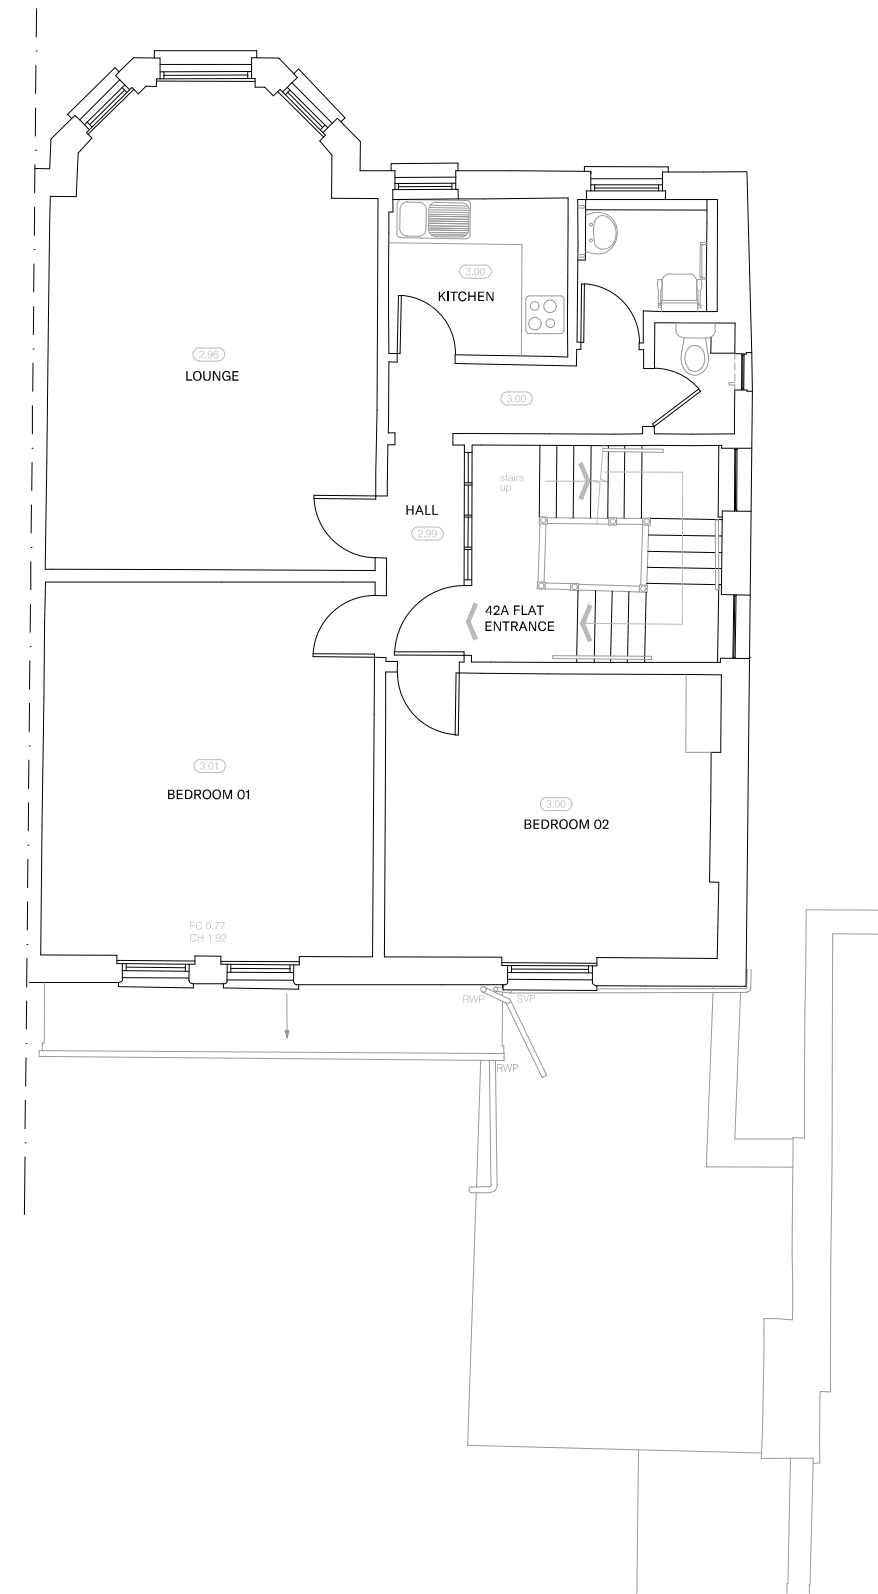 3.00
KITCHEN
2.96
LOUNGE
3.00
stairs
up
HALL
2.99
42A FLAT
ENTRANCE
3.01
BEDROOM 01
3.00
BEDROOM 02
FC 0.77
CH 1.92
RWP
SVP
RWP